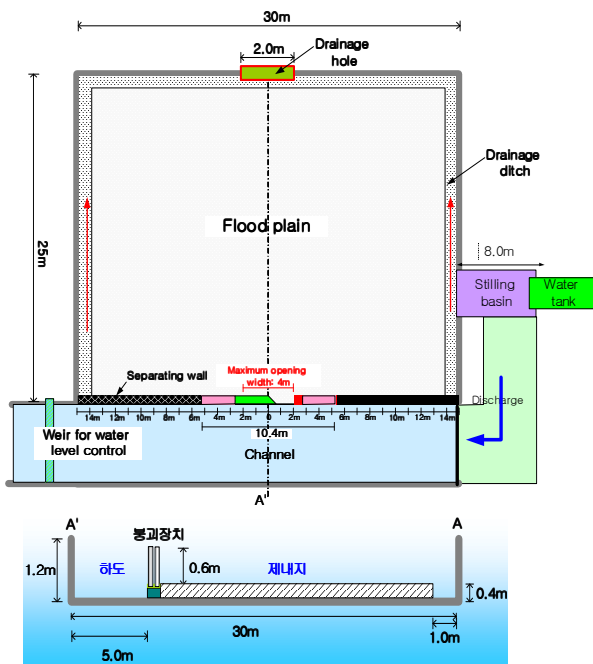 30m
2.0m
Drainage
hole
Drainage
ditch
25m
Flood plain
8.0m
Stilling
basin
Water
tank
Maximum opening
width: 4m
Separating wall
Discharge
14m 12m 10m 8m 6m 4m 2m 0 2m 4m 6m 8m 10m 12m 14m
10.4m
Weir for water
level control
Channel
A'
A'
A
붕괴장치
1.2m
하도
0.6m
제내지
0.4m
30m
1.0m
5.0m